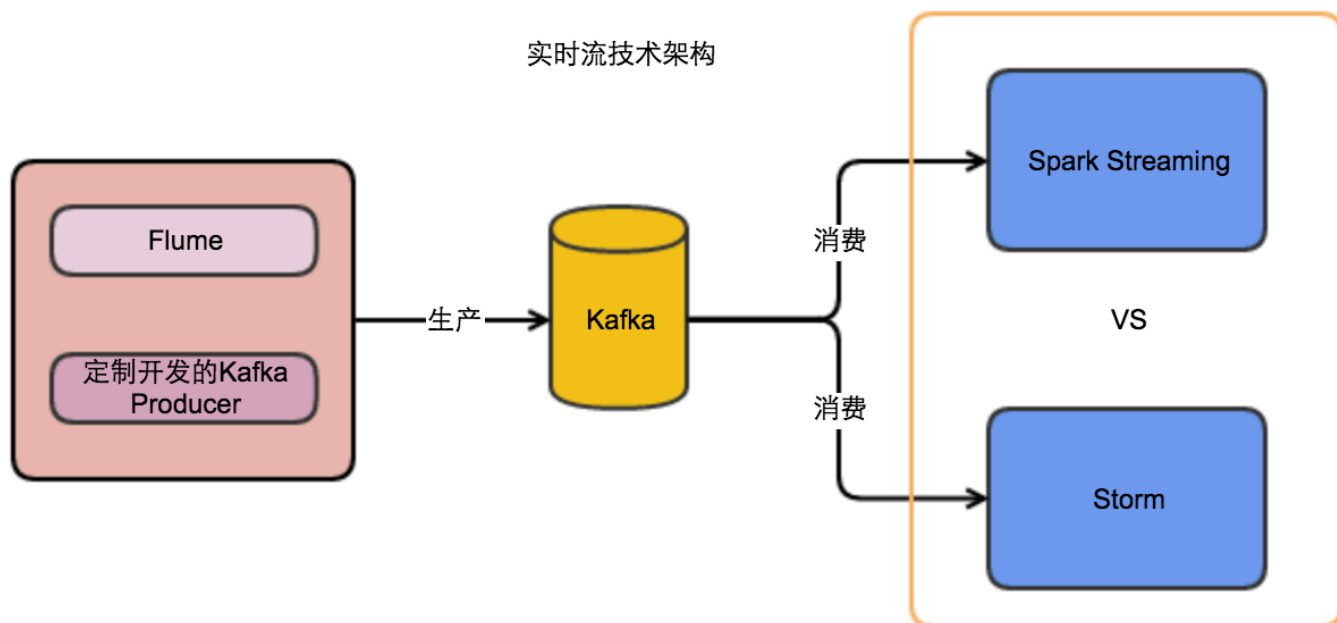 实时流技术架构
Flume
定制开发的Kafka
Producer
生产
Kafka
消费
消费
Spark Streaming
VS
Storm